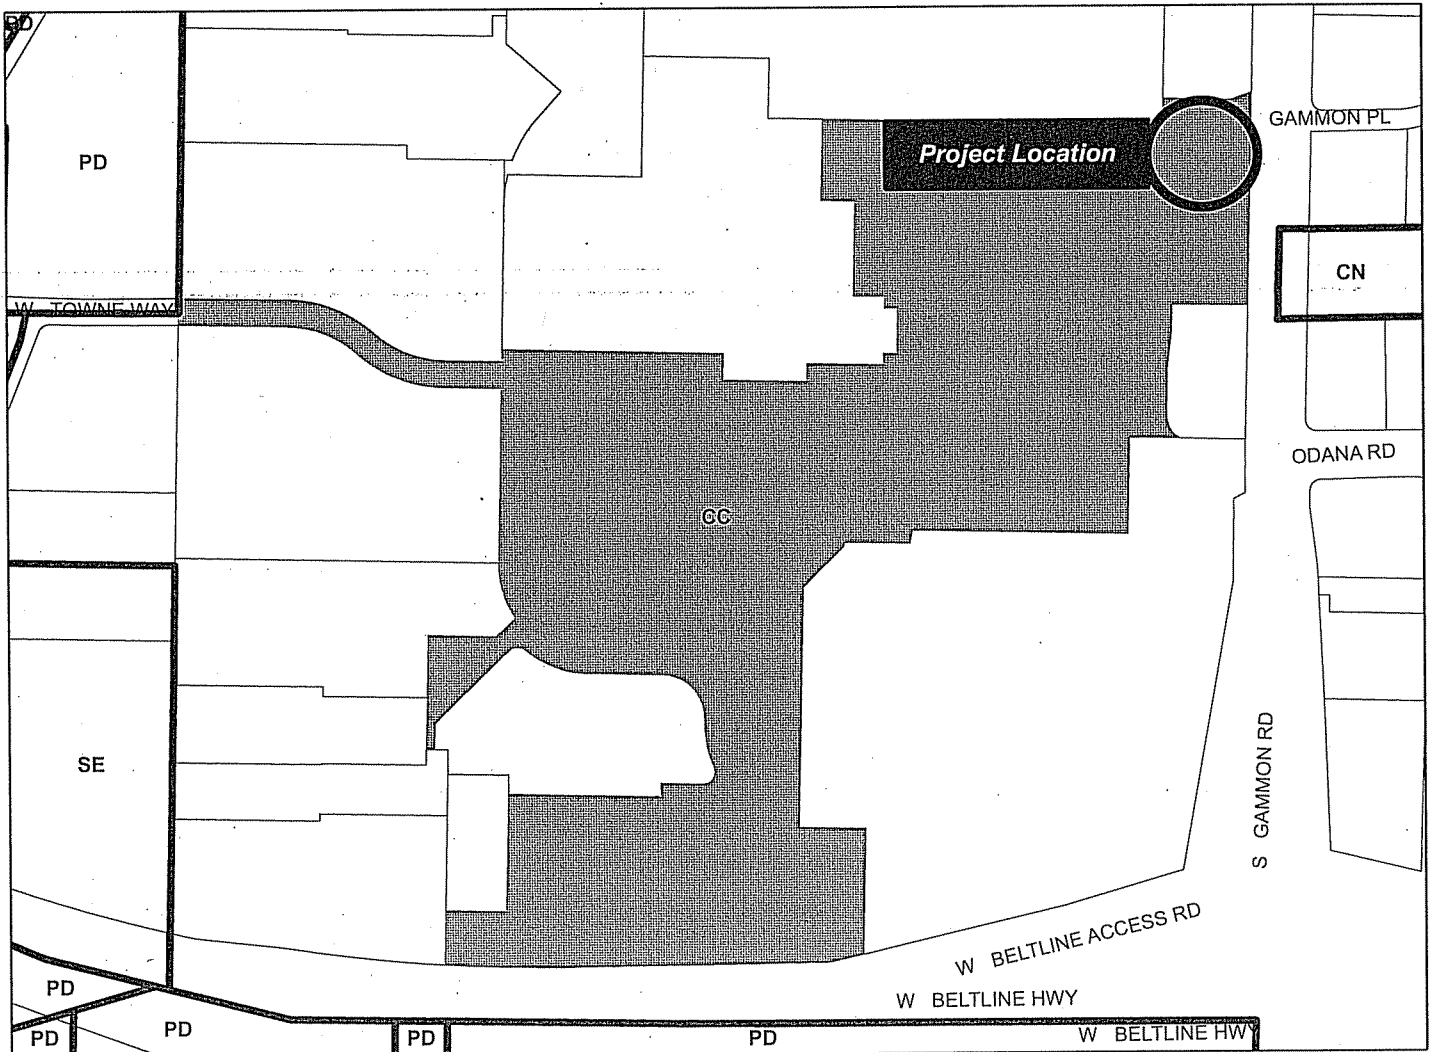 PD
GAMMON PL
Project Location
PD
CN
W TOWNE WAY
ODANA RD
CC
SE
S GAMMON RD
W BELTLINE ACCESS RD
PD
W BELTLINE HWY
PD
PD
PD
PD
W BELTLINE HWY